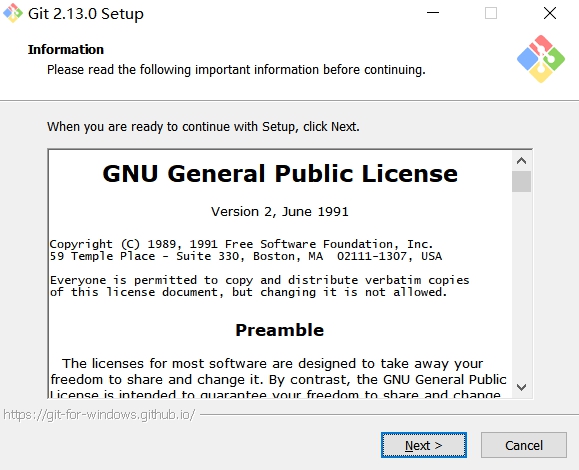 Git 2.13.0 Setup
Information
Please read the following important information before continuing.
When you are ready to continue with Setup, click Next.
GNU General Public License
Version 2, June 1991
Copyright (C) 1989, 1991 Free Software Foundation, Inc.
59 Temple Place - Suite 330, Boston, MA  02111-1307, USA
Everyone is permitted to copy and distribute verbatim copies
of this license document, but changing it is not allowed.
Preamble
The licenses for most software are designed to take away your
freedom to share and change it. By contrast, the GNU General Public
License is intended to guarantee your freedom to share and change
https://git-for-windows.github.io/
Next >
Cancel